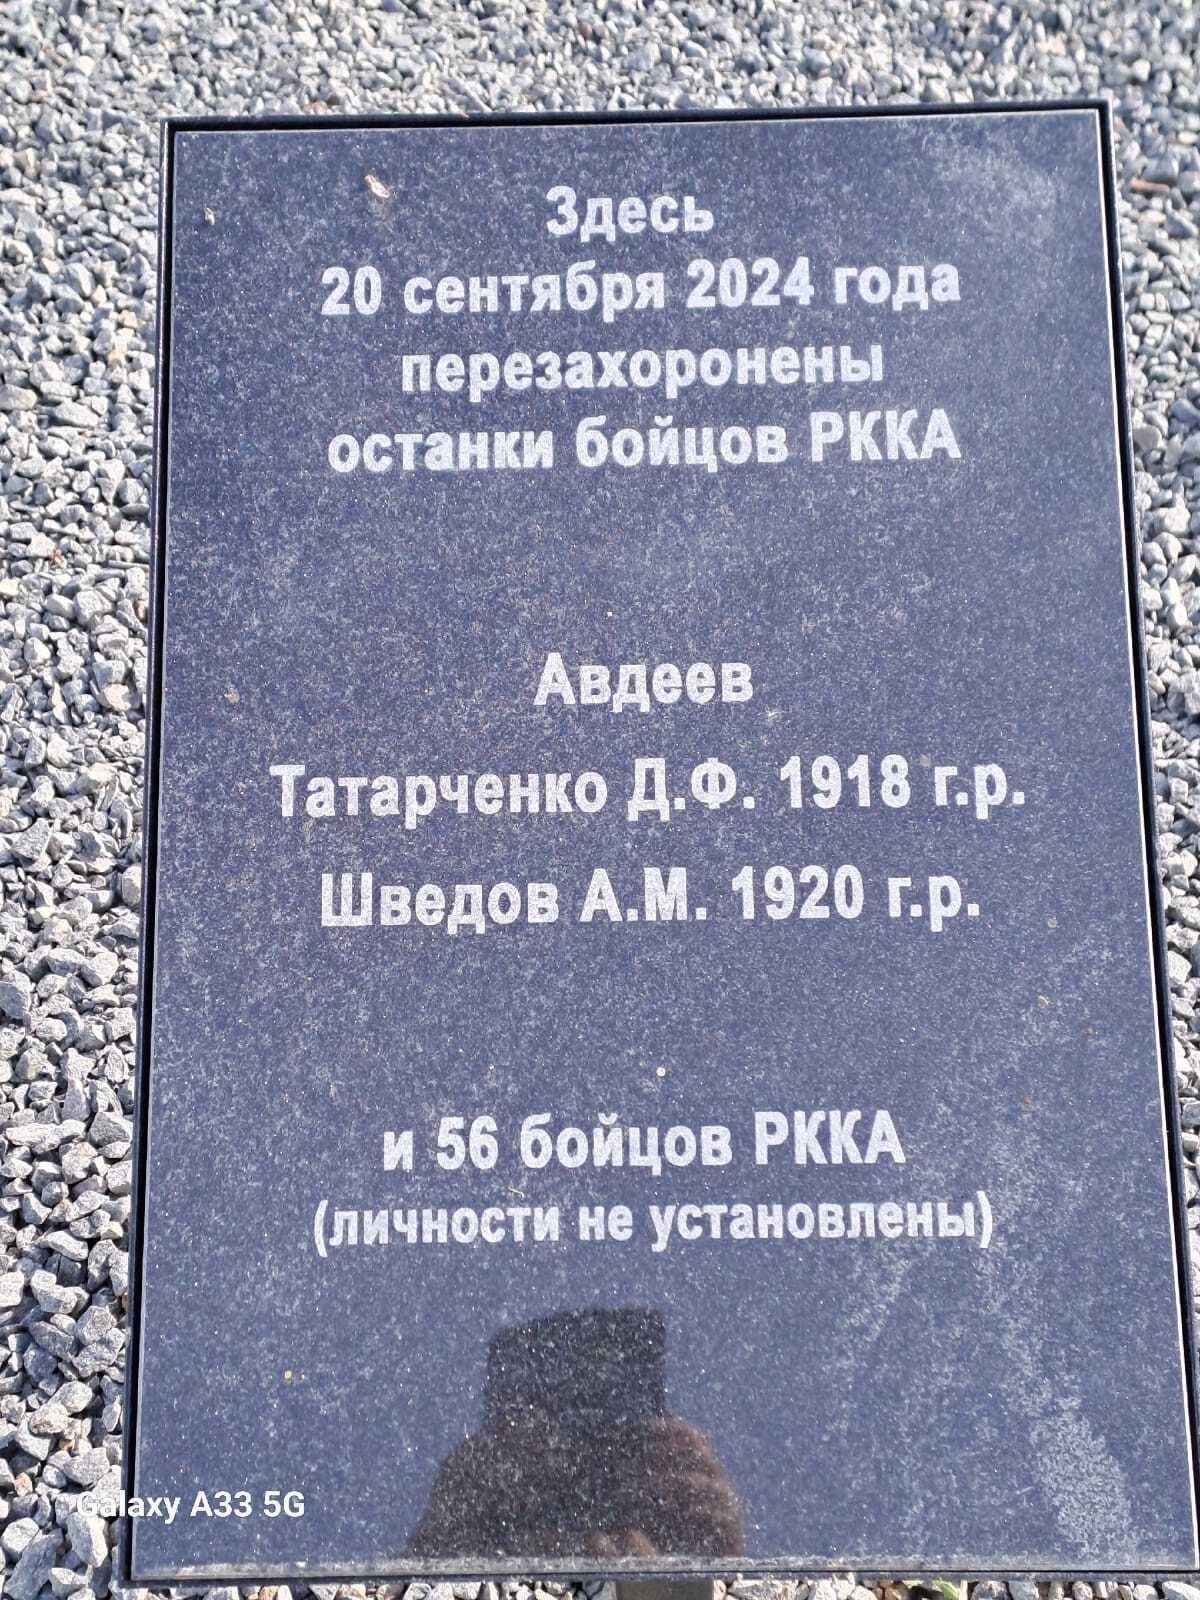 Здесь
20 сентября 2024 года
перезахоронены
останки бойцов РККА
Авдеев
Татарченко Д.Ф. 1918 г.р.
Шведов А.М. 1920 г.р.
и 56 бойцов РККА
(личности не установлены)
Galaxy A33 5G